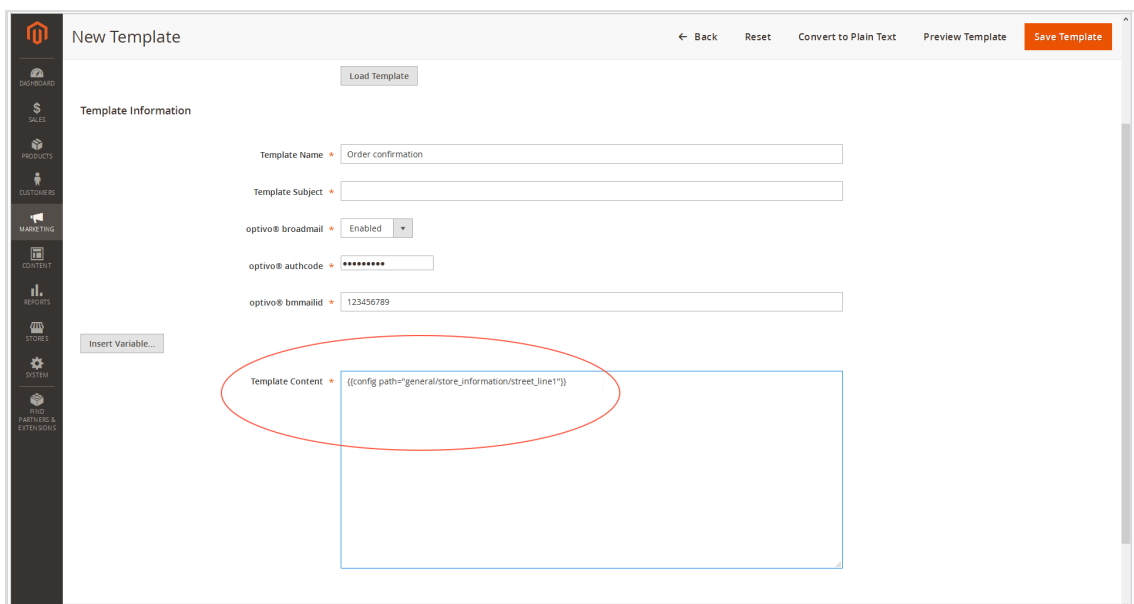 New Template
← Back Reset Convert to Plain Text Preview Template Save Template
DASHBOARD
$
SALES
PRODUCTS
CUSTOMERS
MARKETING
CONTENT
REPORTS
STORES
SYSTEM
FIND
PARTNERS &
EXTENSIONS
Load Template
Template Information
Template Name * Order confirmation
Template Subject *
optivo® broadmail * Enabled
optivo® authcode * •••••••••
optivo® bmmailid * 123456789
Insert Variable...
Template Content * {{config path="general/store_information/street_line1"}}